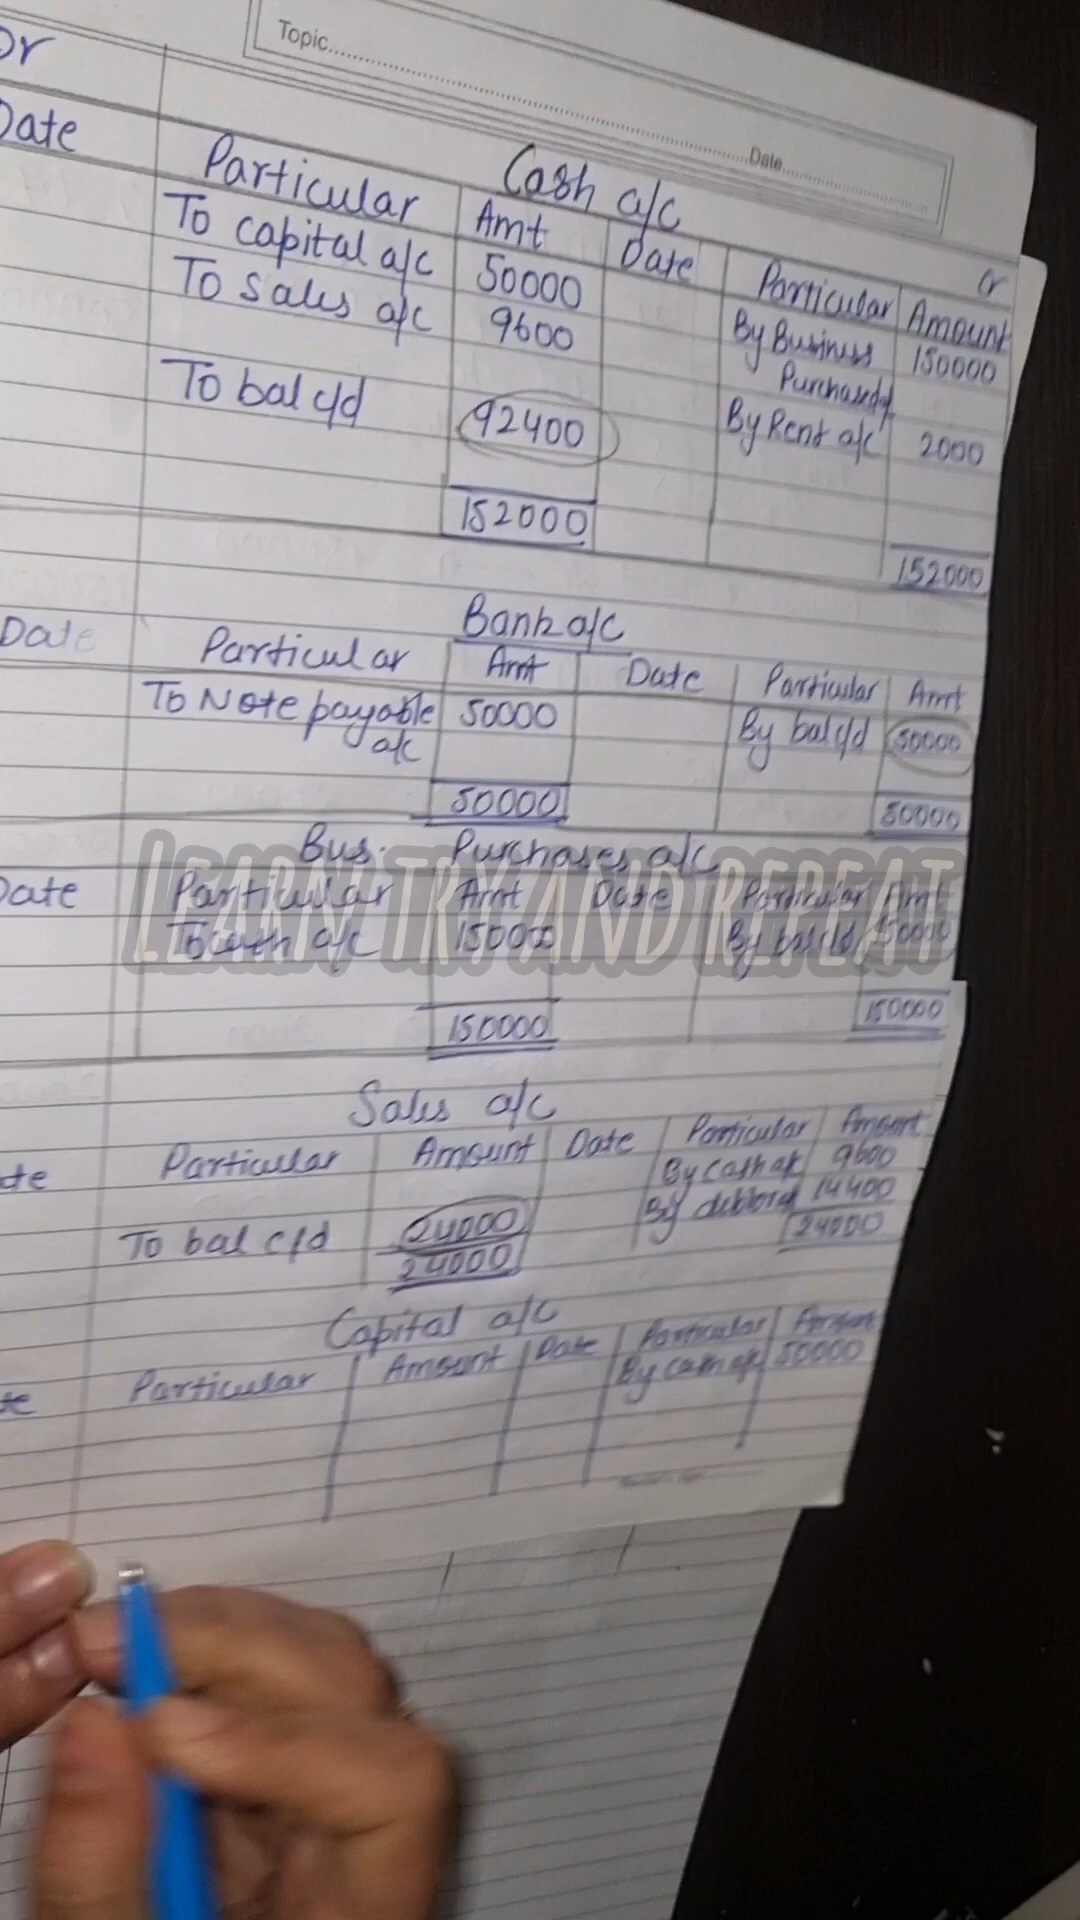 Topic
Date
Dr
Cash a/c
Cr
Date Particular Amt Date Particular Amount
To capital a/c 50000 By Business Purchased a/c 150000
To Sales a/c 9600 By Rent a/c 2000
To bal c/d 92400
152000 152000
Bank a/c
Date Particular Amt Date Particular Amt
To Note payable a/c 50000 By bal c/d 50000
50000 50000
Bus. Purchases a/c
Date Particular Amt Date Particular Amt
To cash a/c 150000 By bal c/d 150000
150000 150000
LEARN TRY AND REPEAT
Sales a/c
te Particular Amount Date Particular Amount
By cash a/c 9600
To bal c/d 24000 By debtors 14400
24000 24000
Capital a/c
te Particular Amount Date Particular Amount
By cash a/c 50000